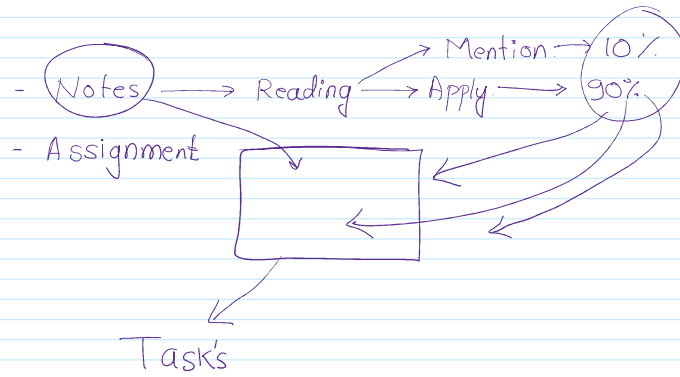 Mention 10%
- Notes Reading Apply 90%
- Assignment
Task's